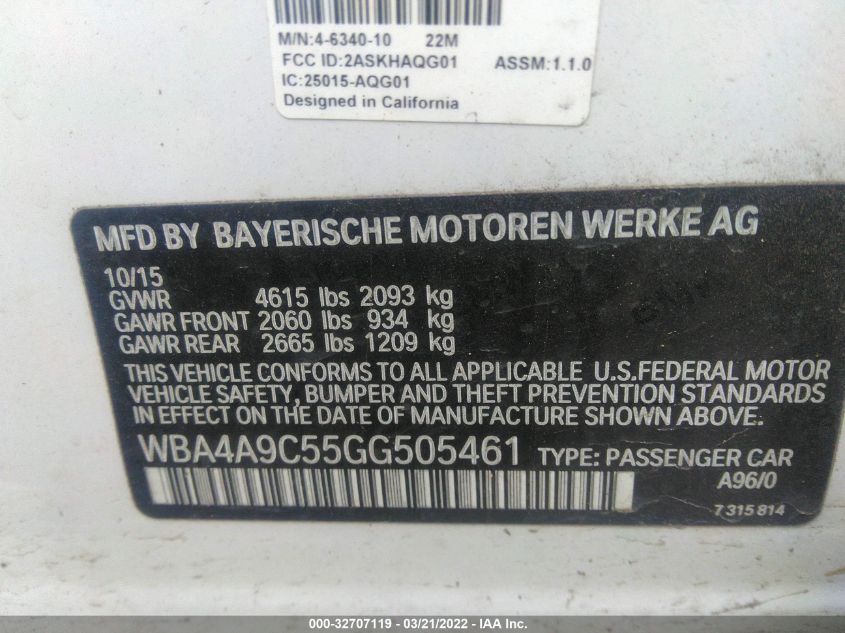 M/N:4-6340-10 22M
FCC ID:2ASKHAQG01 ASSM:1.1.0
IC:25015-AQG01
Designed in California
MFD BY BAYERISCHE MOTOREN WERKE AG
10/15
GVWR 4615 lbs 2093 kg
GAWR FRONT 2060 lbs 934 kg
GAWR REAR 2665 lbs 1209 kg
THIS VEHICLE CONFORMS TO ALL APPLICABLE U.S.FEDERAL MOTOR
VEHICLE SAFETY, BUMPER AND THEFT PREVENTION STANDARDS
IN EFFECT ON THE DATE OF MANUFACTURE SHOWN ABOVE.
WBA4A9C55GG505461 TYPE: PASSENGER CAR
A96/0
7 315 814
000-32707119 - 03/21/2022 - IAA Inc.